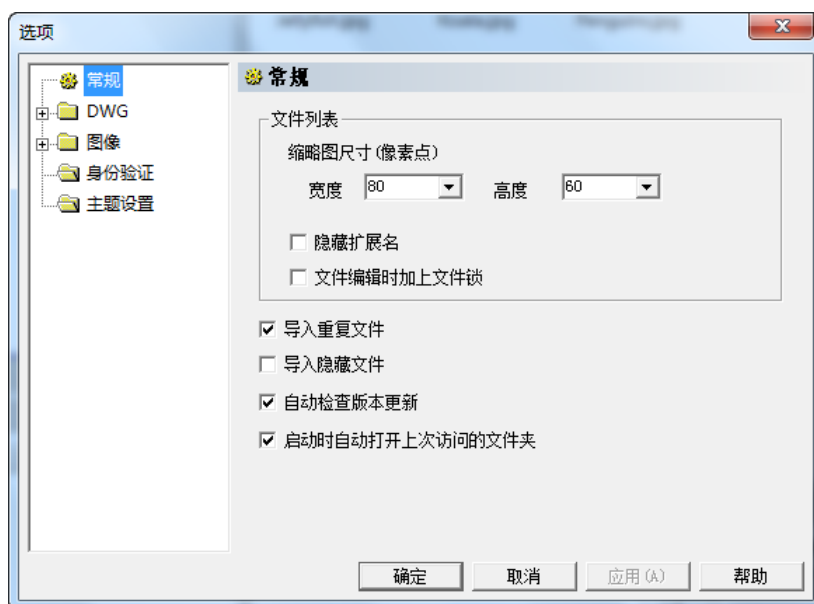 选项
常规
DWG
图像
身份验证
主题设置
常规
文件列表
缩略图尺寸(像素点)
宽度 80 高度 60
隐藏扩展名
文件编辑时加上文件锁
导入重复文件
导入隐藏文件
自动检查版本更新
启动时自动打开上次访问的文件夹
确定 取消 应用(A) 帮助